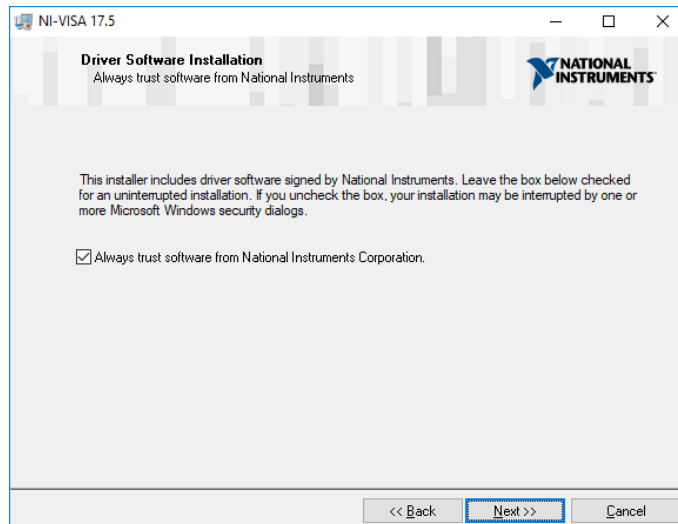 NI-VISA 17.5
Driver Software Installation
Always trust software from National Instruments
NATIONAL
INSTRUMENTS
This installer includes driver software signed by National Instruments. Leave the box below checked
for an uninterrupted installation. If you uncheck the box, your installation may be interrupted by one or
more Microsoft Windows security dialogs.
Always trust software from National Instruments Corporation.
<< Back
Next >>
Cancel